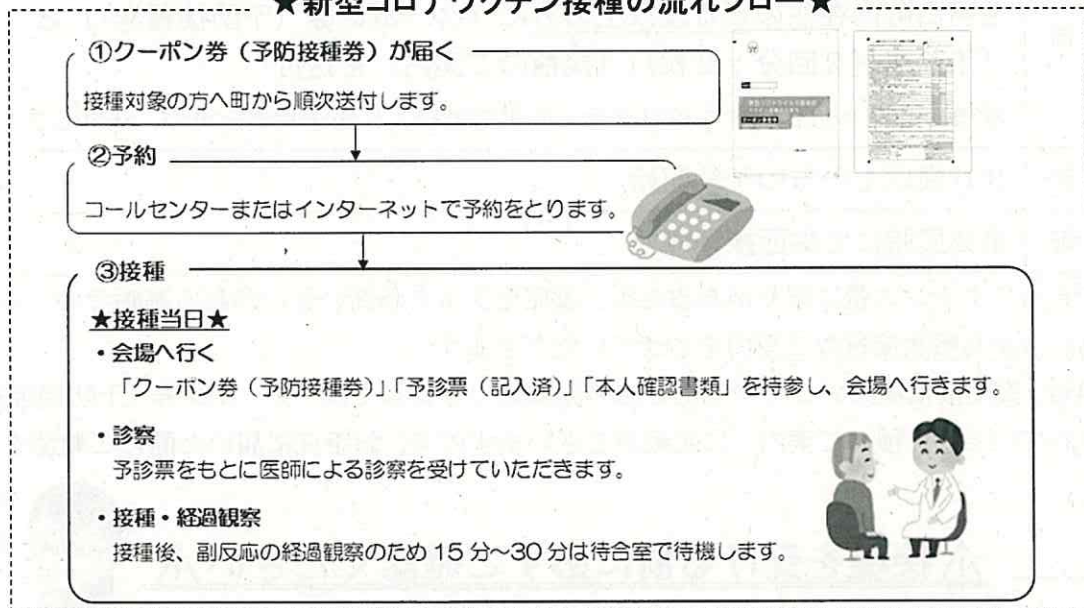 ★新型コロナワクチン接種の流れフロー★
①クーポン券（予防接種券）が届く
接種対象の方へ町から順次送付します。
②予約
コールセンターまたはインターネットで予約をとります。
③接種
★接種当日★
・会場へ行く
「クーポン券（予防接種券）」「予診票（記入済）」「本人確認書類」を持参し、会場へ行きます。
・診察
予診票をもとに医師による診察を受けていただきます。
・接種・経過観察
接種後、副反応の経過観察のため 15 分～30 分は待合室で待機します。